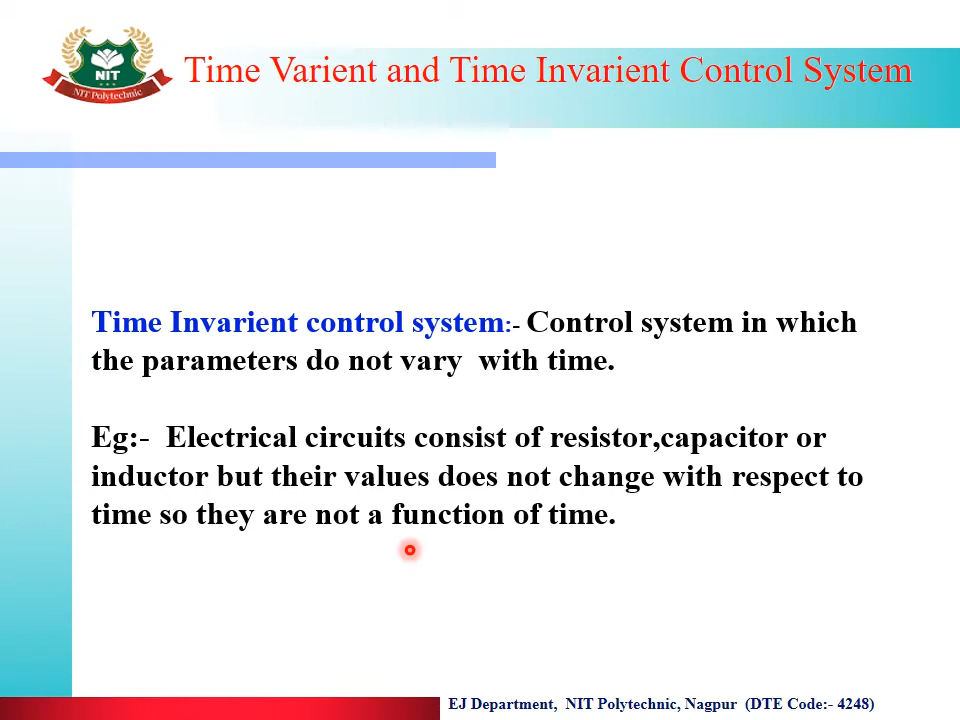 NIT
NIT Polytechnic
Time Varient and Time Invarient Control System
Time Invarient control system:- Control system in which
the parameters do not vary with time.
Eg:- Electrical circuits consist of resistor,capacitor or
inductor but their values does not change with respect to
time so they are not a function of time.
EJ Department, NIT Polytechnic, Nagpur (DTE Code:- 4248)